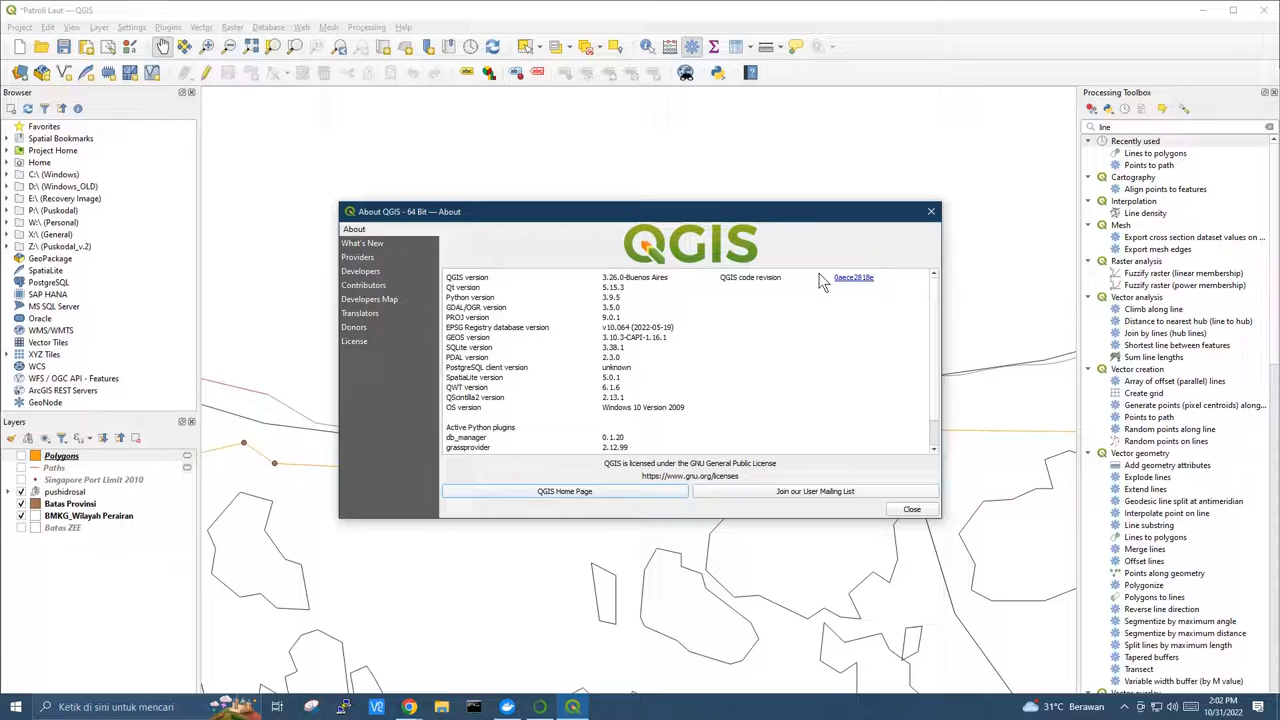 *Patroli Laut — QGIS
Project Edit View Layer Settings Plugins Vector Raster Database Web Mesh Processing Help
Browser
Favorites
Spatial Bookmarks
Project Home
Home
C:\ (Windows)
D:\ (Windows_OLD)
E:\ (Recovery Image)
P:\ (Puskodal)
W:\ (Personal)
X:\ (General)
Z:\ (Puskodal_v.2)
GeoPackage
SpatiaLite
PostgreSQL
SAP HANA
MS SQL Server
Oracle
WMS/WMTS
Vector Tiles
XYZ Tiles
WCS
WFS / OGC API - Features
ArcGIS REST Servers
GeoNode
Layers
Polygons
Paths
Singapore Port Limit 2010
pushidrosal
Batas Provinsi
BMKG_Wilayah Perairan
Batas ZEE
About QGIS - 64 Bit — About
About
What's New
Providers
Developers
Contributors
Developers Map
Translators
Donors
License
QGIS
QGIS version 3.26.0-Buenos Aires QGIS code revision 0aece2818e
Qt version 5.15.3
Python version 3.9.5
GDAL/OGR version 3.5.0
PROJ version 9.0.1
EPSG Registry database version v10.064 (2022-05-19)
GEOS version 3.10.3-CAPI-1.16.1
SQLite version 3.38.1
PDAL version 2.3.0
PostgreSQL client version unknown
SpatiaLite version 5.0.1
QWT version 6.1.6
QScintilla2 version 2.13.1
OS version Windows 10 Version 2009
Active Python plugins
db_manager 0.1.20
grassprovider 2.12.99
QGIS is licensed under the GNU General Public License
https://www.gnu.org/licenses
QGIS Home Page Join our User Mailing List
Close
Processing Toolbox
line
Recently used
Lines to polygons
Points to path
Cartography
Align points to features
Interpolation
Line density
Mesh
Export cross section dataset values on ...
Export mesh edges
Raster analysis
Fuzzify raster (linear membership)
Fuzzify raster (power membership)
Vector analysis
Climb along line
Distance to nearest hub (line to hub)
Join by lines (hub lines)
Shortest line between features
Sum line lengths
Vector creation
Array of offset (parallel) lines
Create grid
Generate points (pixel centroids) along...
Points to path
Random points along line
Random points on lines
Vector geometry
Add geometry attributes
Explode lines
Extend lines
Geodesic line split at antimeridian
Interpolate point on line
Line substring
Lines to polygons
Merge lines
Offset lines
Points along geometry
Polygonize
Polygons to lines
Reverse line direction
Segmentize by maximum angle
Segmentize by maximum distance
Split lines by maximum length
Tapered buffers
Transect
Variable width buffer (by M value)
Ketik di sini untuk mencari
31°C Berawan
2:02 PM
10/31/2022